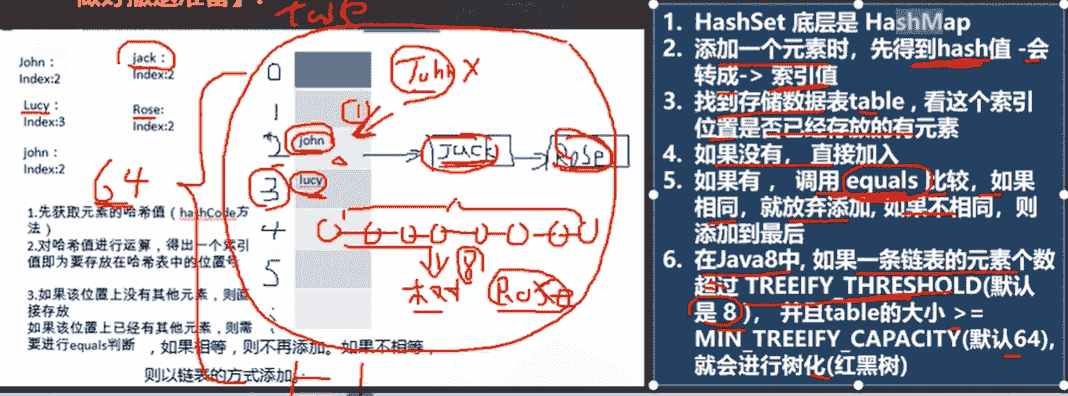 做好撤退准备】.
John：
Index:2
jack：
Index:2
Lucy：
Index:3
Rose:
Index:2
john：
Index:2
64
1.先获取元素的哈希值（hashCode方
法）
2.对哈希值进行运算，得出一个索引
值即为要存放在哈希表中的位置号
3.如果该位置上没有其他元素，则直
接存放
如果该位置上已经有其他元素，则需
要进行equals判断 ，如果相等，则不再添加。如果不相等，
则以链表的方式添加。
0
1
2
3
4
5
John X
1
john
Jack
Rose
lucy
8
Rose
1. HashSet 底层是 HashMap
2. 添加一个元素时，先得到hash值 -会
转成-> 索引值
3. 找到存储数据表table，看这个索引
位置是否已经存放的有元素
4. 如果没有， 直接加入
5. 如果有 ， 调用 equals 比较，如果
相同，就放弃添加, 如果不相同，则
添加到最后
6. 在Java8中, 如果一条链表的元素个数
超过 TREEIFY_THRESHOLD(默认
是 8 )， 并且table的大小 >=
MIN_TREEIFY_CAPACITY(默认64),
就会进行树化(红黑树)